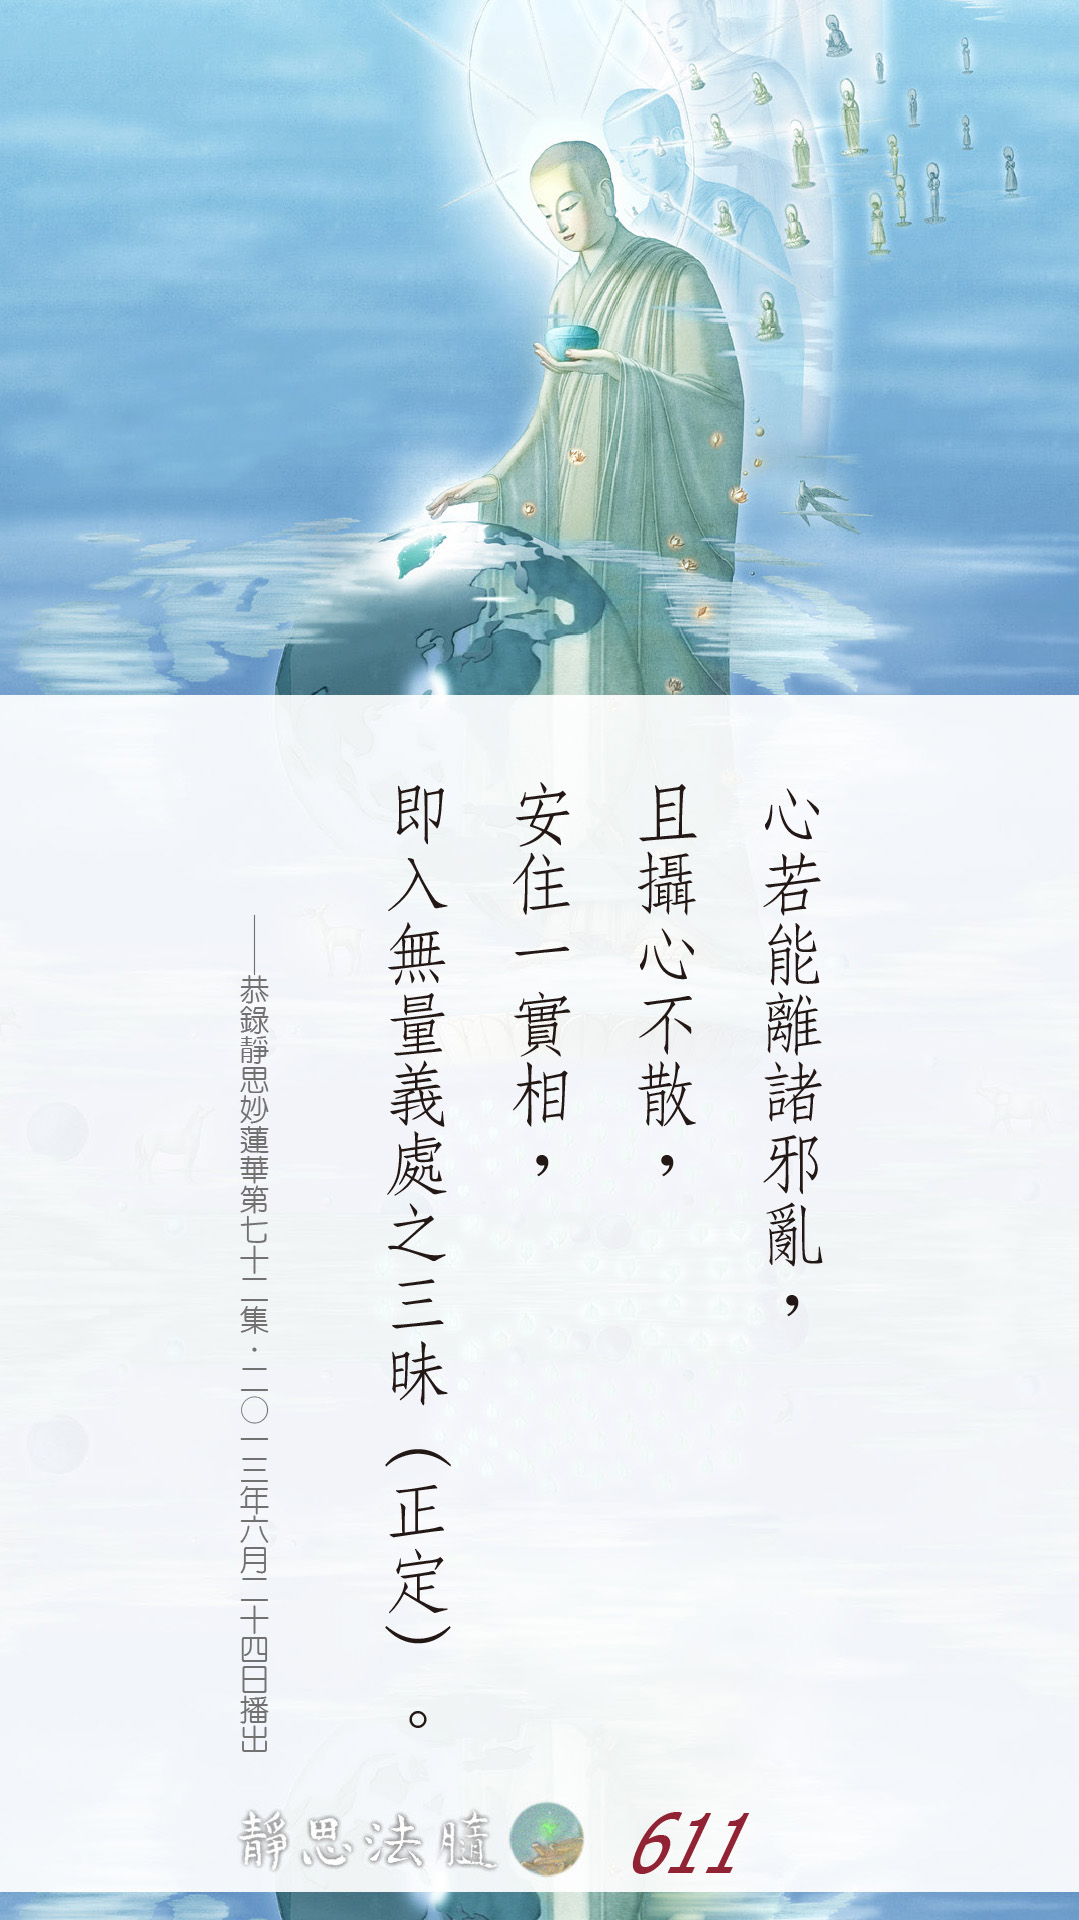 心若能離諸邪亂，
且攝心不散，
安住一實相，
即入無量義處之三昧（正定）。
——恭錄靜思妙蓮華第七十二集·二〇一三年六月二十四日播出
靜思法髓
611